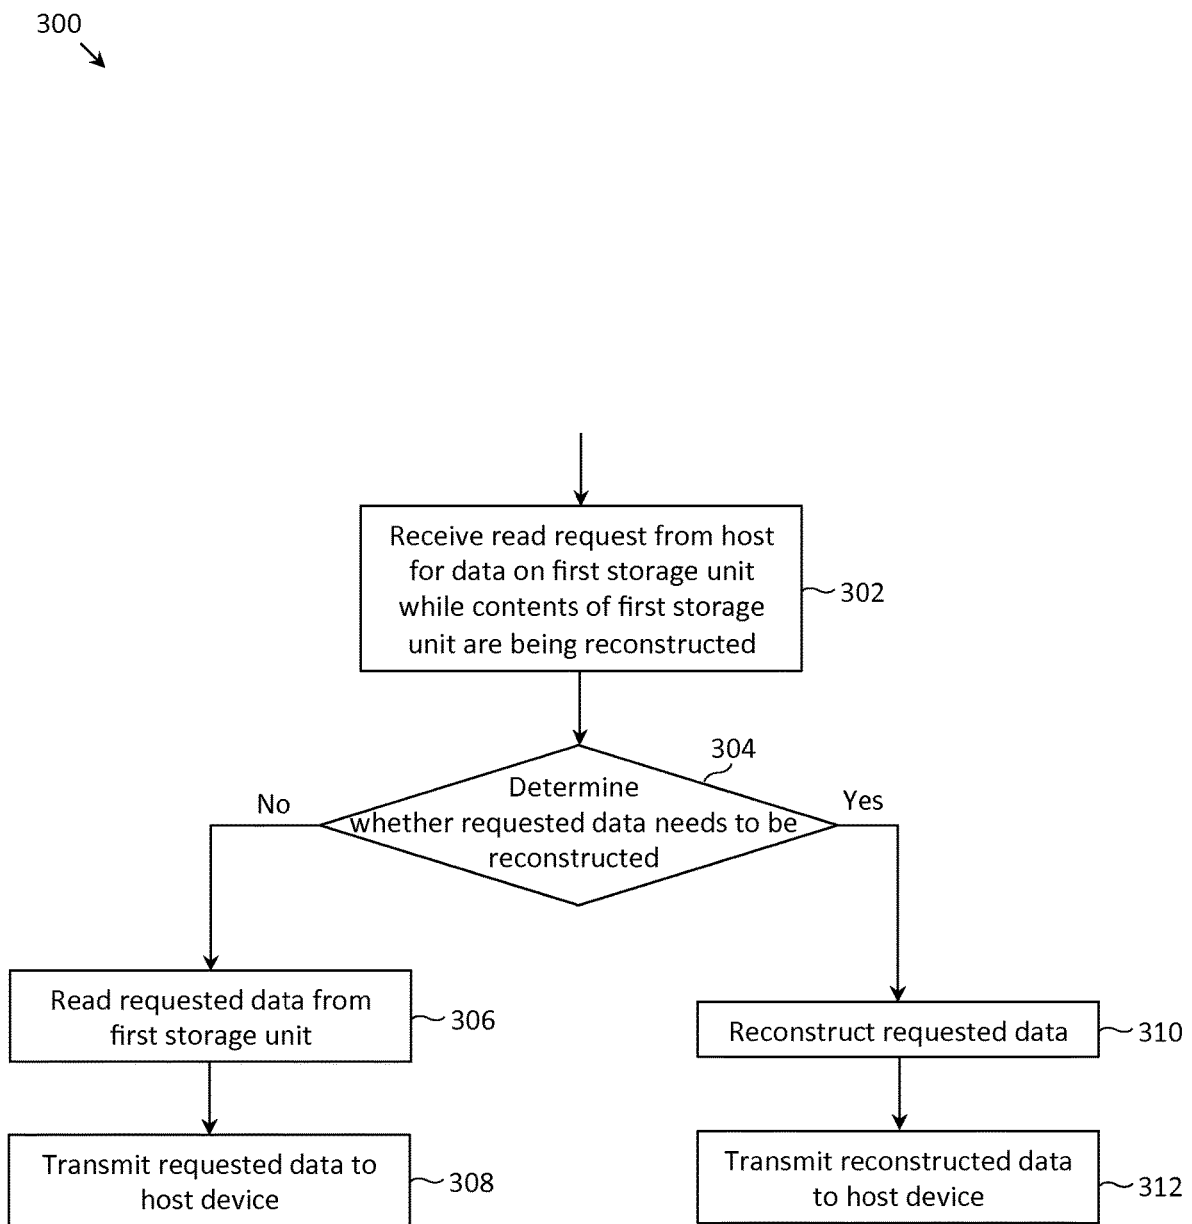 300
Receive read request from host
for data on first storage unit
while contents of first storage
unit are being reconstructed
302
304
Determine
whether requested data needs to be
reconstructed
No
Yes
Read requested data from
first storage unit
306
Reconstruct requested data
310
Transmit requested data to
host device
308
Transmit reconstructed data
to host device
312